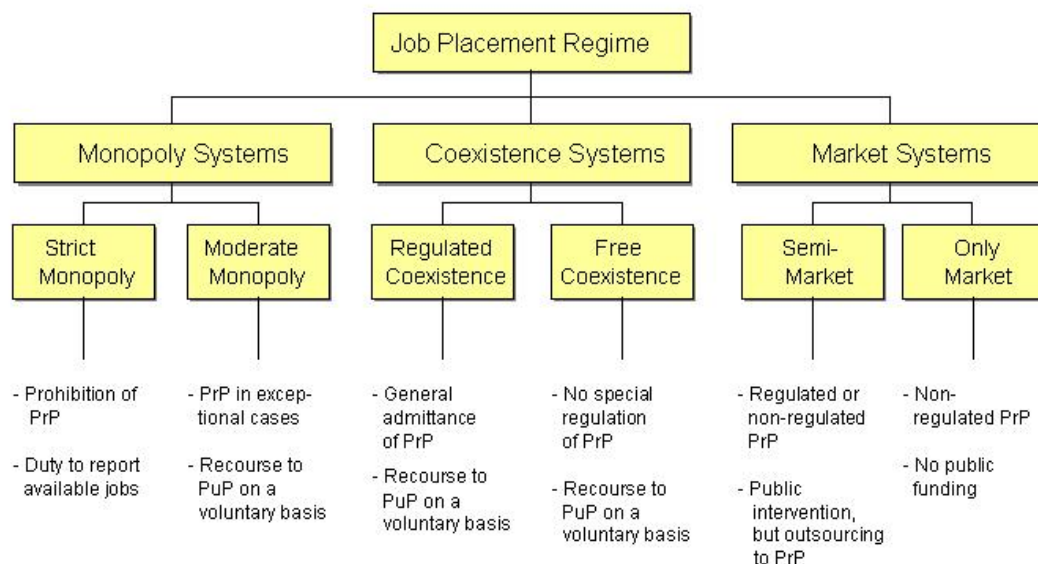 Job Placement Regime
Monopoly Systems
Coexistence Systems
Market Systems
Strict
Monopoly
Moderate
Monopoly
Regulated
Coexistence
Free
Coexistence
Semi-
Market
Only
Market
- Prohibition of
PrP
- Duty to report
available jobs
- PrP in excep-
tional cases
- Recourse to
PuP on a
voluntary basis
- General
admittance
of PrP
- Recourse to
PuP on a
voluntary basis
- No special
regulation
of PrP
- Recourse to
PuP on a
voluntary basis
- Regulated or
non-regulated
PrP
- Public
intervention,
but outsourcing
to PrP
- Non-
regulated PrP
- No public
funding